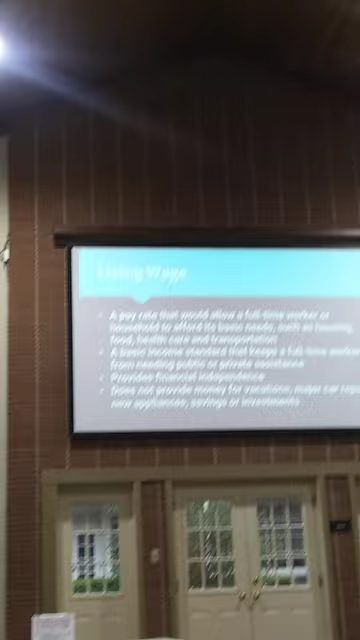 Living Wage
A pay rate that would allow a full-time worker or
household to afford its basic needs, such as housing,
food, health care and transportation
A basic income standard that keeps a full-time worker
from needing public or private assistance
Provides financial independence
Does not provide money for vacations, major car
new appliances, savings or investments